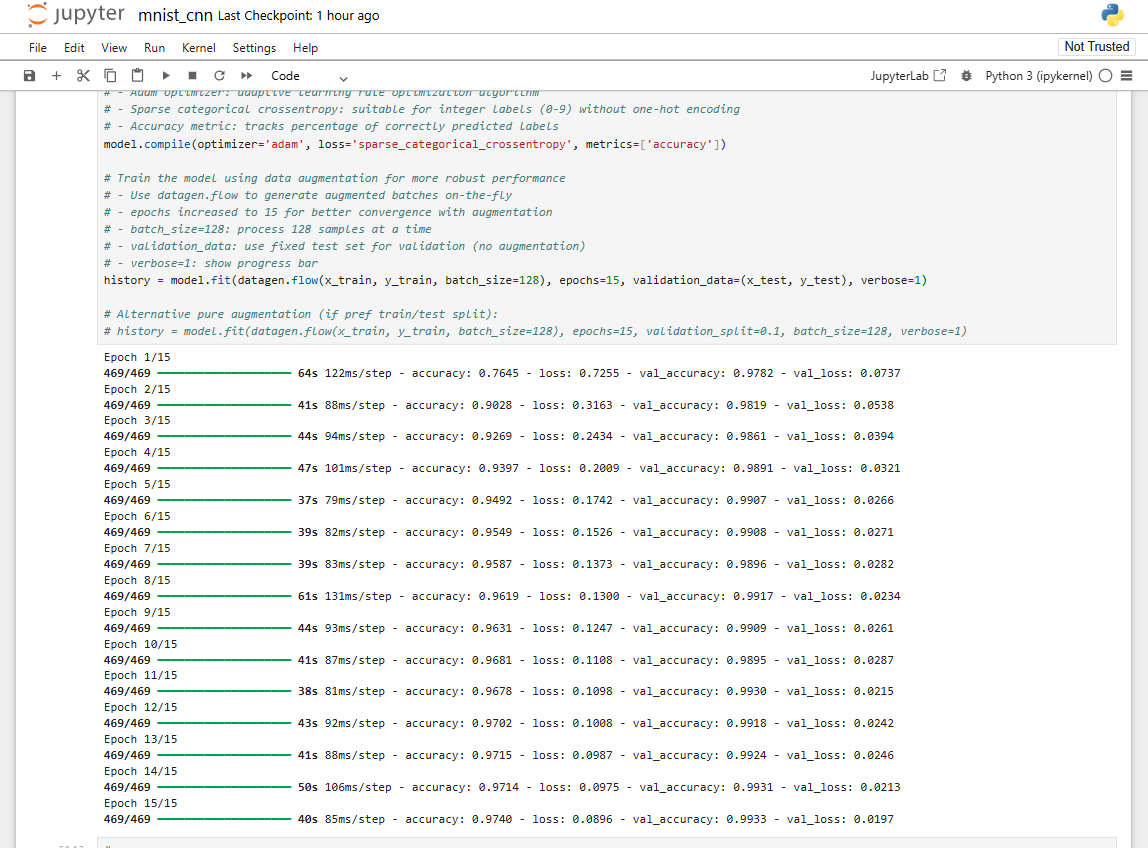 jupyter mnist_cnn Last Checkpoint: 1 hour ago
File Edit View Run Kernel Settings Help Not Trusted
Code JupyterLab Python 3 (ipykernel)
# - Adam optimizer: adaptive learning rate optimization algorithm
# - Sparse categorical crossentropy: suitable for integer labels (0-9) without one-hot encoding
# - Accuracy metric: tracks percentage of correctly predicted labels
model.compile(optimizer='adam', loss='sparse_categorical_crossentropy', metrics=['accuracy'])
# Train the model using data augmentation for more robust performance
# - Use datagen.flow to generate augmented batches on-the-fly
# - epochs increased to 15 for better convergence with augmentation
# - batch_size=128: process 128 samples at a time
# - validation_data: use fixed test set for validation (no augmentation)
# - verbose=1: show progress bar
history = model.fit(datagen.flow(x_train, y_train, batch_size=128), epochs=15, validation_data=(x_test, y_test), verbose=1)
# Alternative pure augmentation (if pref train/test split):
# history = model.fit(datagen.flow(x_train, y_train, batch_size=128), epochs=15, validation_split=0.1, batch_size=128, verbose=1)
Epoch 1/15
469/469 64s 122ms/step - accuracy: 0.7645 - loss: 0.7255 - val_accuracy: 0.9782 - val_loss: 0.0737
Epoch 2/15
469/469 41s 88ms/step - accuracy: 0.9028 - loss: 0.3163 - val_accuracy: 0.9819 - val_loss: 0.0538
Epoch 3/15
469/469 44s 94ms/step - accuracy: 0.9269 - loss: 0.2434 - val_accuracy: 0.9861 - val_loss: 0.0394
Epoch 4/15
469/469 47s 101ms/step - accuracy: 0.9397 - loss: 0.2009 - val_accuracy: 0.9891 - val_loss: 0.0321
Epoch 5/15
469/469 37s 79ms/step - accuracy: 0.9492 - loss: 0.1742 - val_accuracy: 0.9907 - val_loss: 0.0266
Epoch 6/15
469/469 39s 82ms/step - accuracy: 0.9549 - loss: 0.1526 - val_accuracy: 0.9908 - val_loss: 0.0271
Epoch 7/15
469/469 39s 83ms/step - accuracy: 0.9587 - loss: 0.1373 - val_accuracy: 0.9896 - val_loss: 0.0282
Epoch 8/15
469/469 61s 131ms/step - accuracy: 0.9619 - loss: 0.1300 - val_accuracy: 0.9917 - val_loss: 0.0234
Epoch 9/15
469/469 44s 93ms/step - accuracy: 0.9631 - loss: 0.1247 - val_accuracy: 0.9909 - val_loss: 0.0261
Epoch 10/15
469/469 41s 87ms/step - accuracy: 0.9681 - loss: 0.1108 - val_accuracy: 0.9895 - val_loss: 0.0287
Epoch 11/15
469/469 38s 81ms/step - accuracy: 0.9678 - loss: 0.1098 - val_accuracy: 0.9930 - val_loss: 0.0215
Epoch 12/15
469/469 43s 92ms/step - accuracy: 0.9702 - loss: 0.1008 - val_accuracy: 0.9918 - val_loss: 0.0242
Epoch 13/15
469/469 41s 88ms/step - accuracy: 0.9715 - loss: 0.0987 - val_accuracy: 0.9924 - val_loss: 0.0246
Epoch 14/15
469/469 50s 106ms/step - accuracy: 0.9714 - loss: 0.0975 - val_accuracy: 0.9931 - val_loss: 0.0213
Epoch 15/15
469/469 40s 85ms/step - accuracy: 0.9740 - loss: 0.0896 - val_accuracy: 0.9933 - val_loss: 0.0197